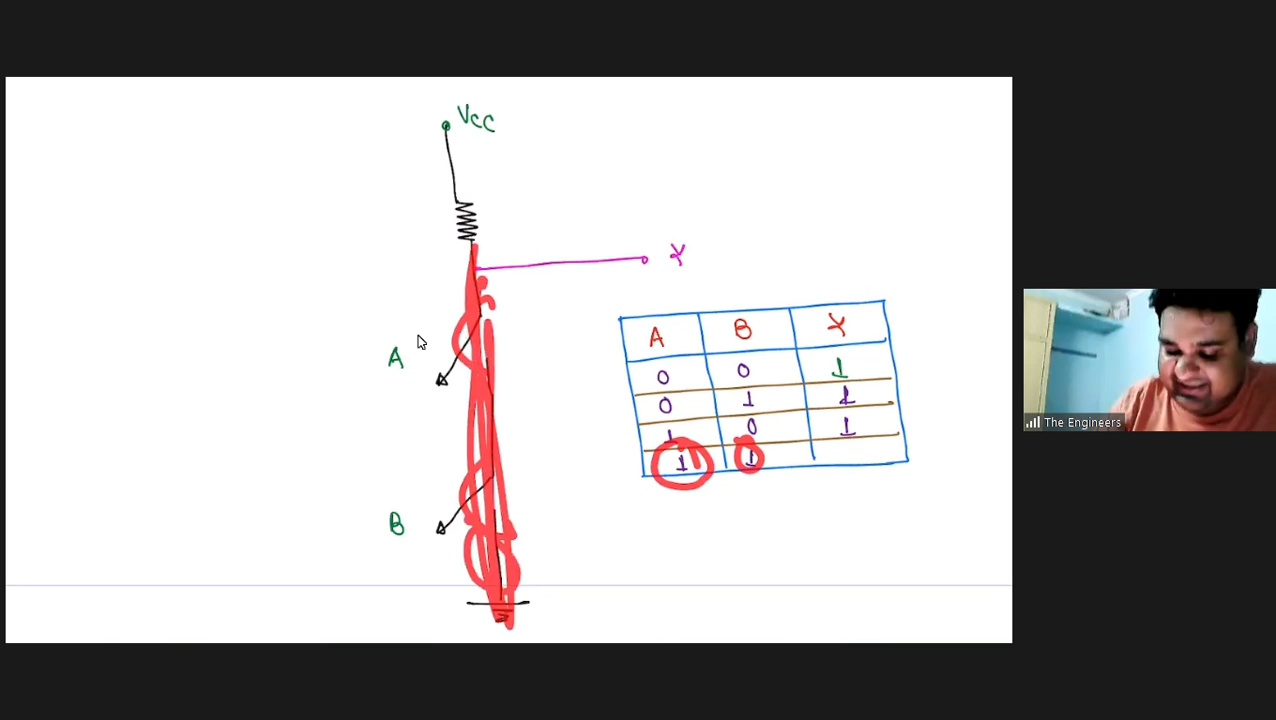 VCC
Y
A
B
A B Y
0 0 1
0 1 1
1 0 1
1 1
The Engineers